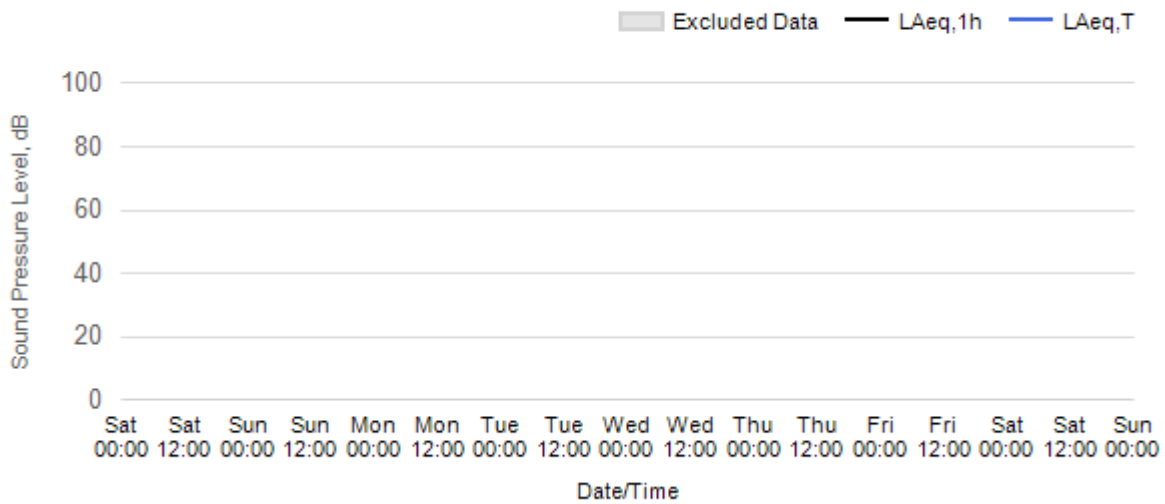 Excluded Data LAeq,1h LAeq,T
Sound Pressure Level, dB
100
80
60
40
20
0
Sat Sat Sun Sun Mon Mon Tue Tue Wed Wed Thu Thu Fri Fri Sat Sat Sun
00:00 12:00 00:00 12:00 00:00 12:00 00:00 12:00 00:00 12:00 00:00 12:00 00:00 12:00 00:00 12:00 00:00
Date/Time